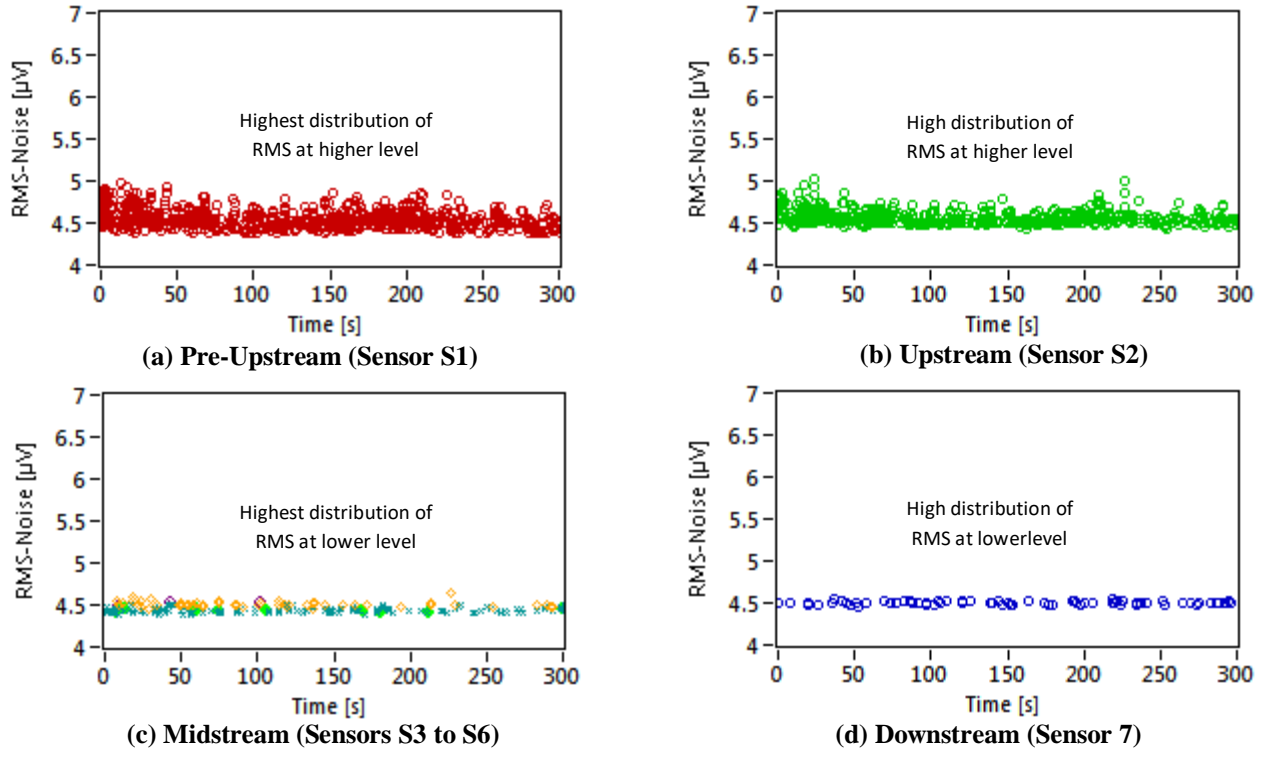 7
6.5
6
5.5
5
4.5
4
RMS-Noise [µV]
Highest distribution of
RMS at higher level
0 50 100 150 200 250 300
Time [s]
(a) Pre-Upstream (Sensor S1)
7
6.5
6
5.5
5
4.5
4
RMS-Noise [µV]
High distribution of
RMS at higher level
0 50 100 150 200 250 300
Time [s]
(b) Upstream (Sensor S2)
7
6.5
6
5.5
5
4.5
4
RMS-Noise [µV]
Highest distribution of
RMS at lower level
0 50 100 150 200 250 300
Time [s]
(c) Midstream (Sensors S3 to S6)
7
6.5
6
5.5
5
4.5
4
RMS-Noise [µV]
High distribution of
RMS at lowerlevel
0 50 100 150 200 250 300
Time [s]
(d) Downstream (Sensor 7)